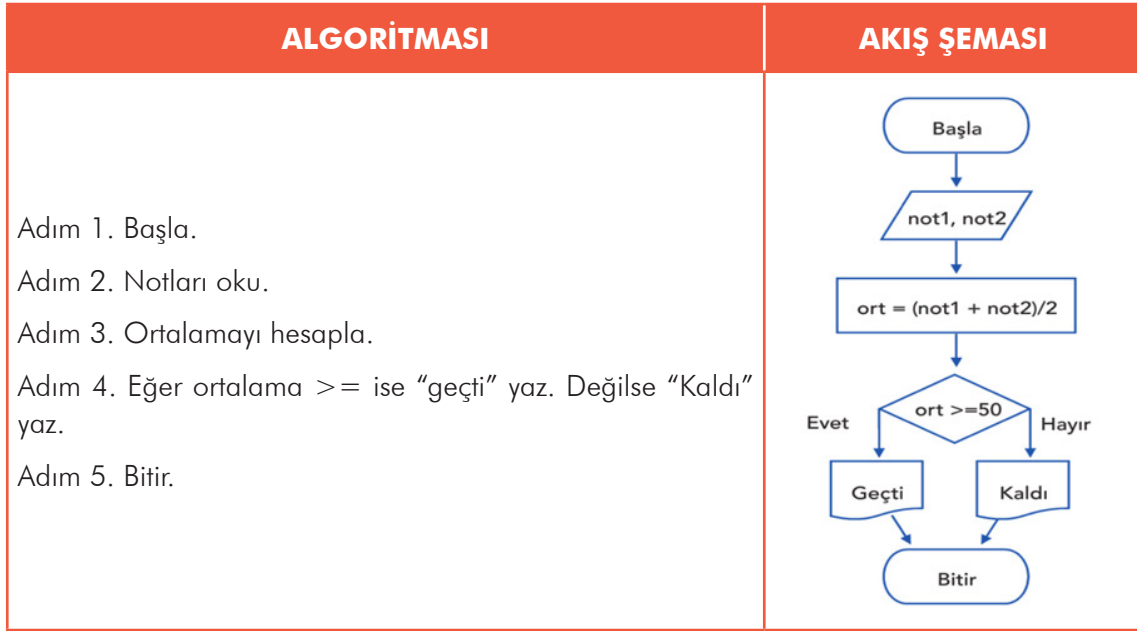 ALGORİTMASI
AKIŞ ŞEMASI
Adım 1. Başla.
Adım 2. Notları oku.
Adım 3. Ortalamayı hesapla.
Adım 4. Eğer ortalama >= ise “geçti” yaz. Değilse “Kaldı”
yaz.
Adım 5. Bitir.
Başla
not1, not2
ort = (not1 + not2)/2
ort >=50
Evet
Hayır
Geçti
Kaldı
Bitir